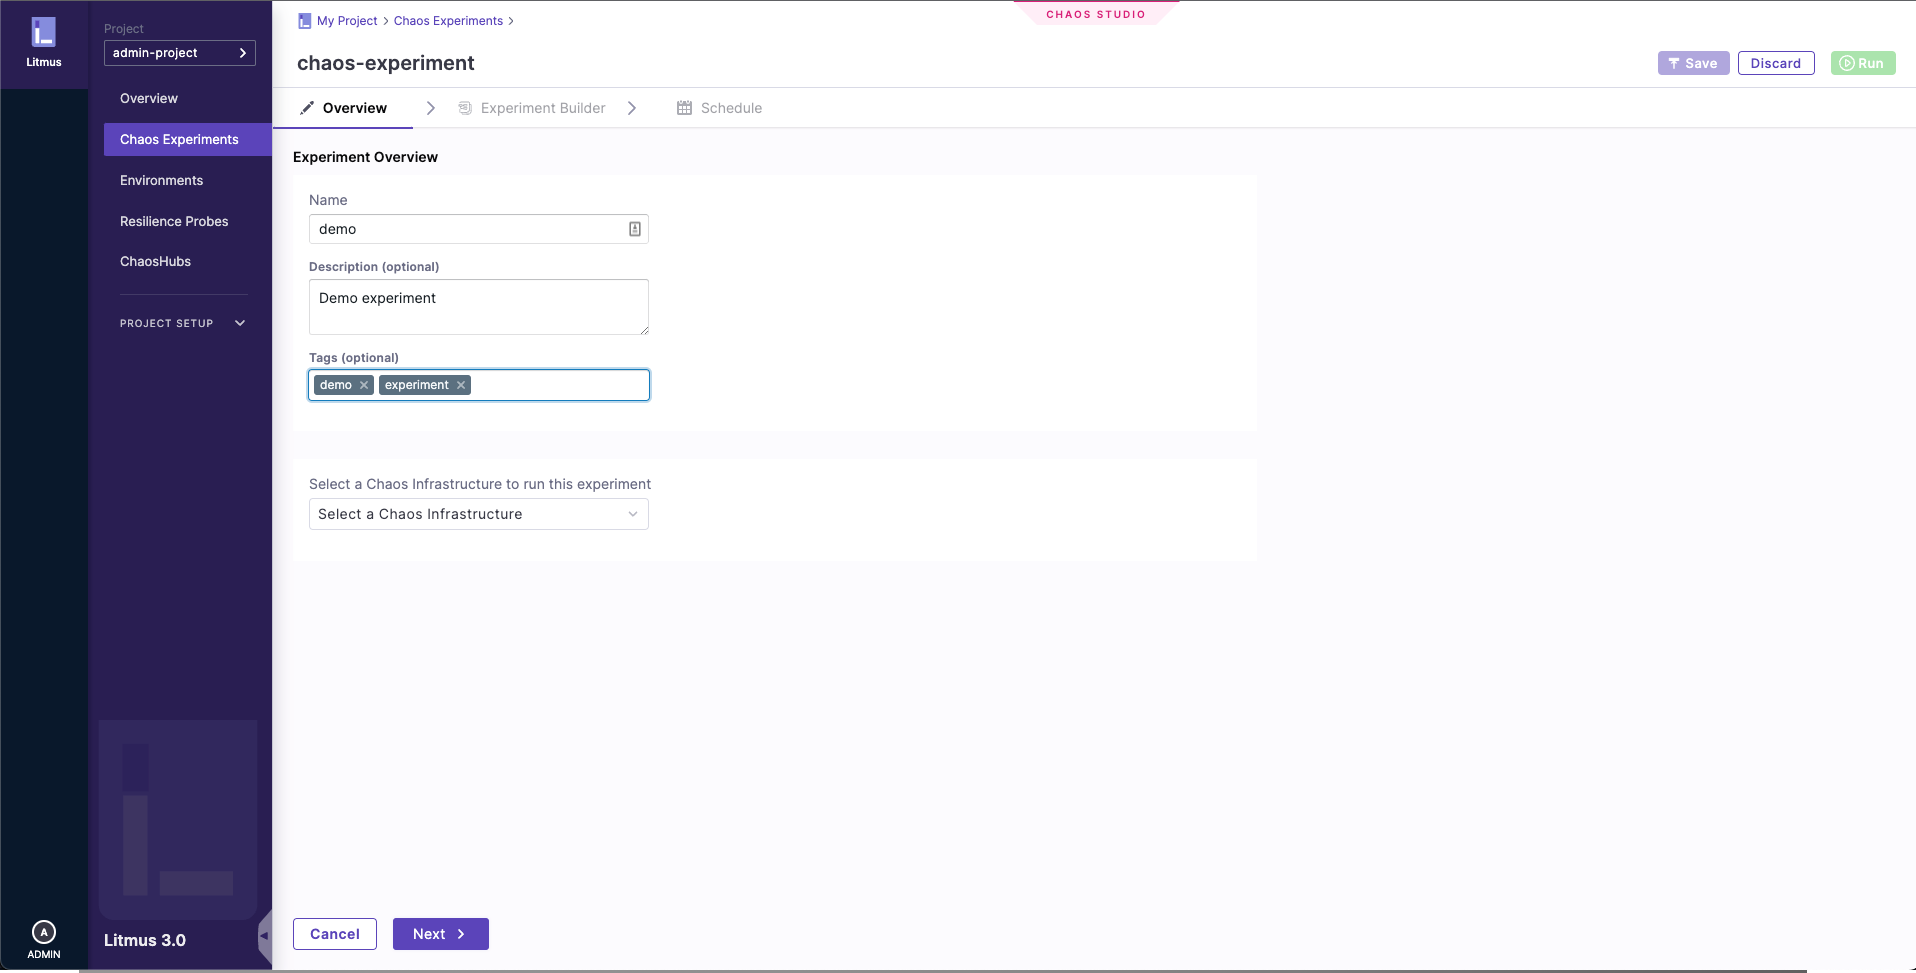 Litmus
Project
admin-project
Overview
Chaos Experiments
Environments
Resilience Probes
ChaosHubs
PROJECT SETUP
Litmus 3.0
A
ADMIN
My Project > Chaos Experiments >
CHAOS STUDIO
chaos-experiment
Save Discard Run
Overview Experiment Builder Schedule
Experiment Overview
Name
demo
Description (optional)
Demo experiment
Tags (optional)
demo experiment
Select a Chaos Infrastructure to run this experiment
Select a Chaos Infrastructure
Cancel Next